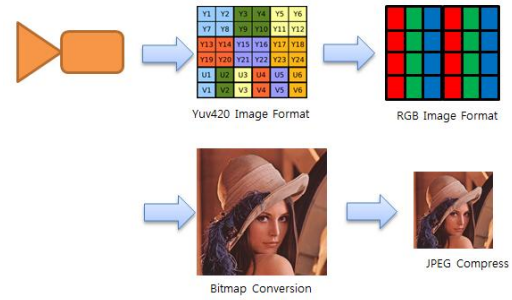 Y1 Y2 Y3 Y4 Y5 Y6
Y7 Y8 Y9 Y10 Y11 Y12
Y13 Y14 Y15 Y16 Y17 Y18
Y19 Y20 Y21 Y22 Y23 Y24
U1 U2 U3 U4 U5 U6
V1 V2 V3 V4 V5 V6
Yuv420 Image Format
RGB Image Format
Bitmap Conversion
JPEG Compress